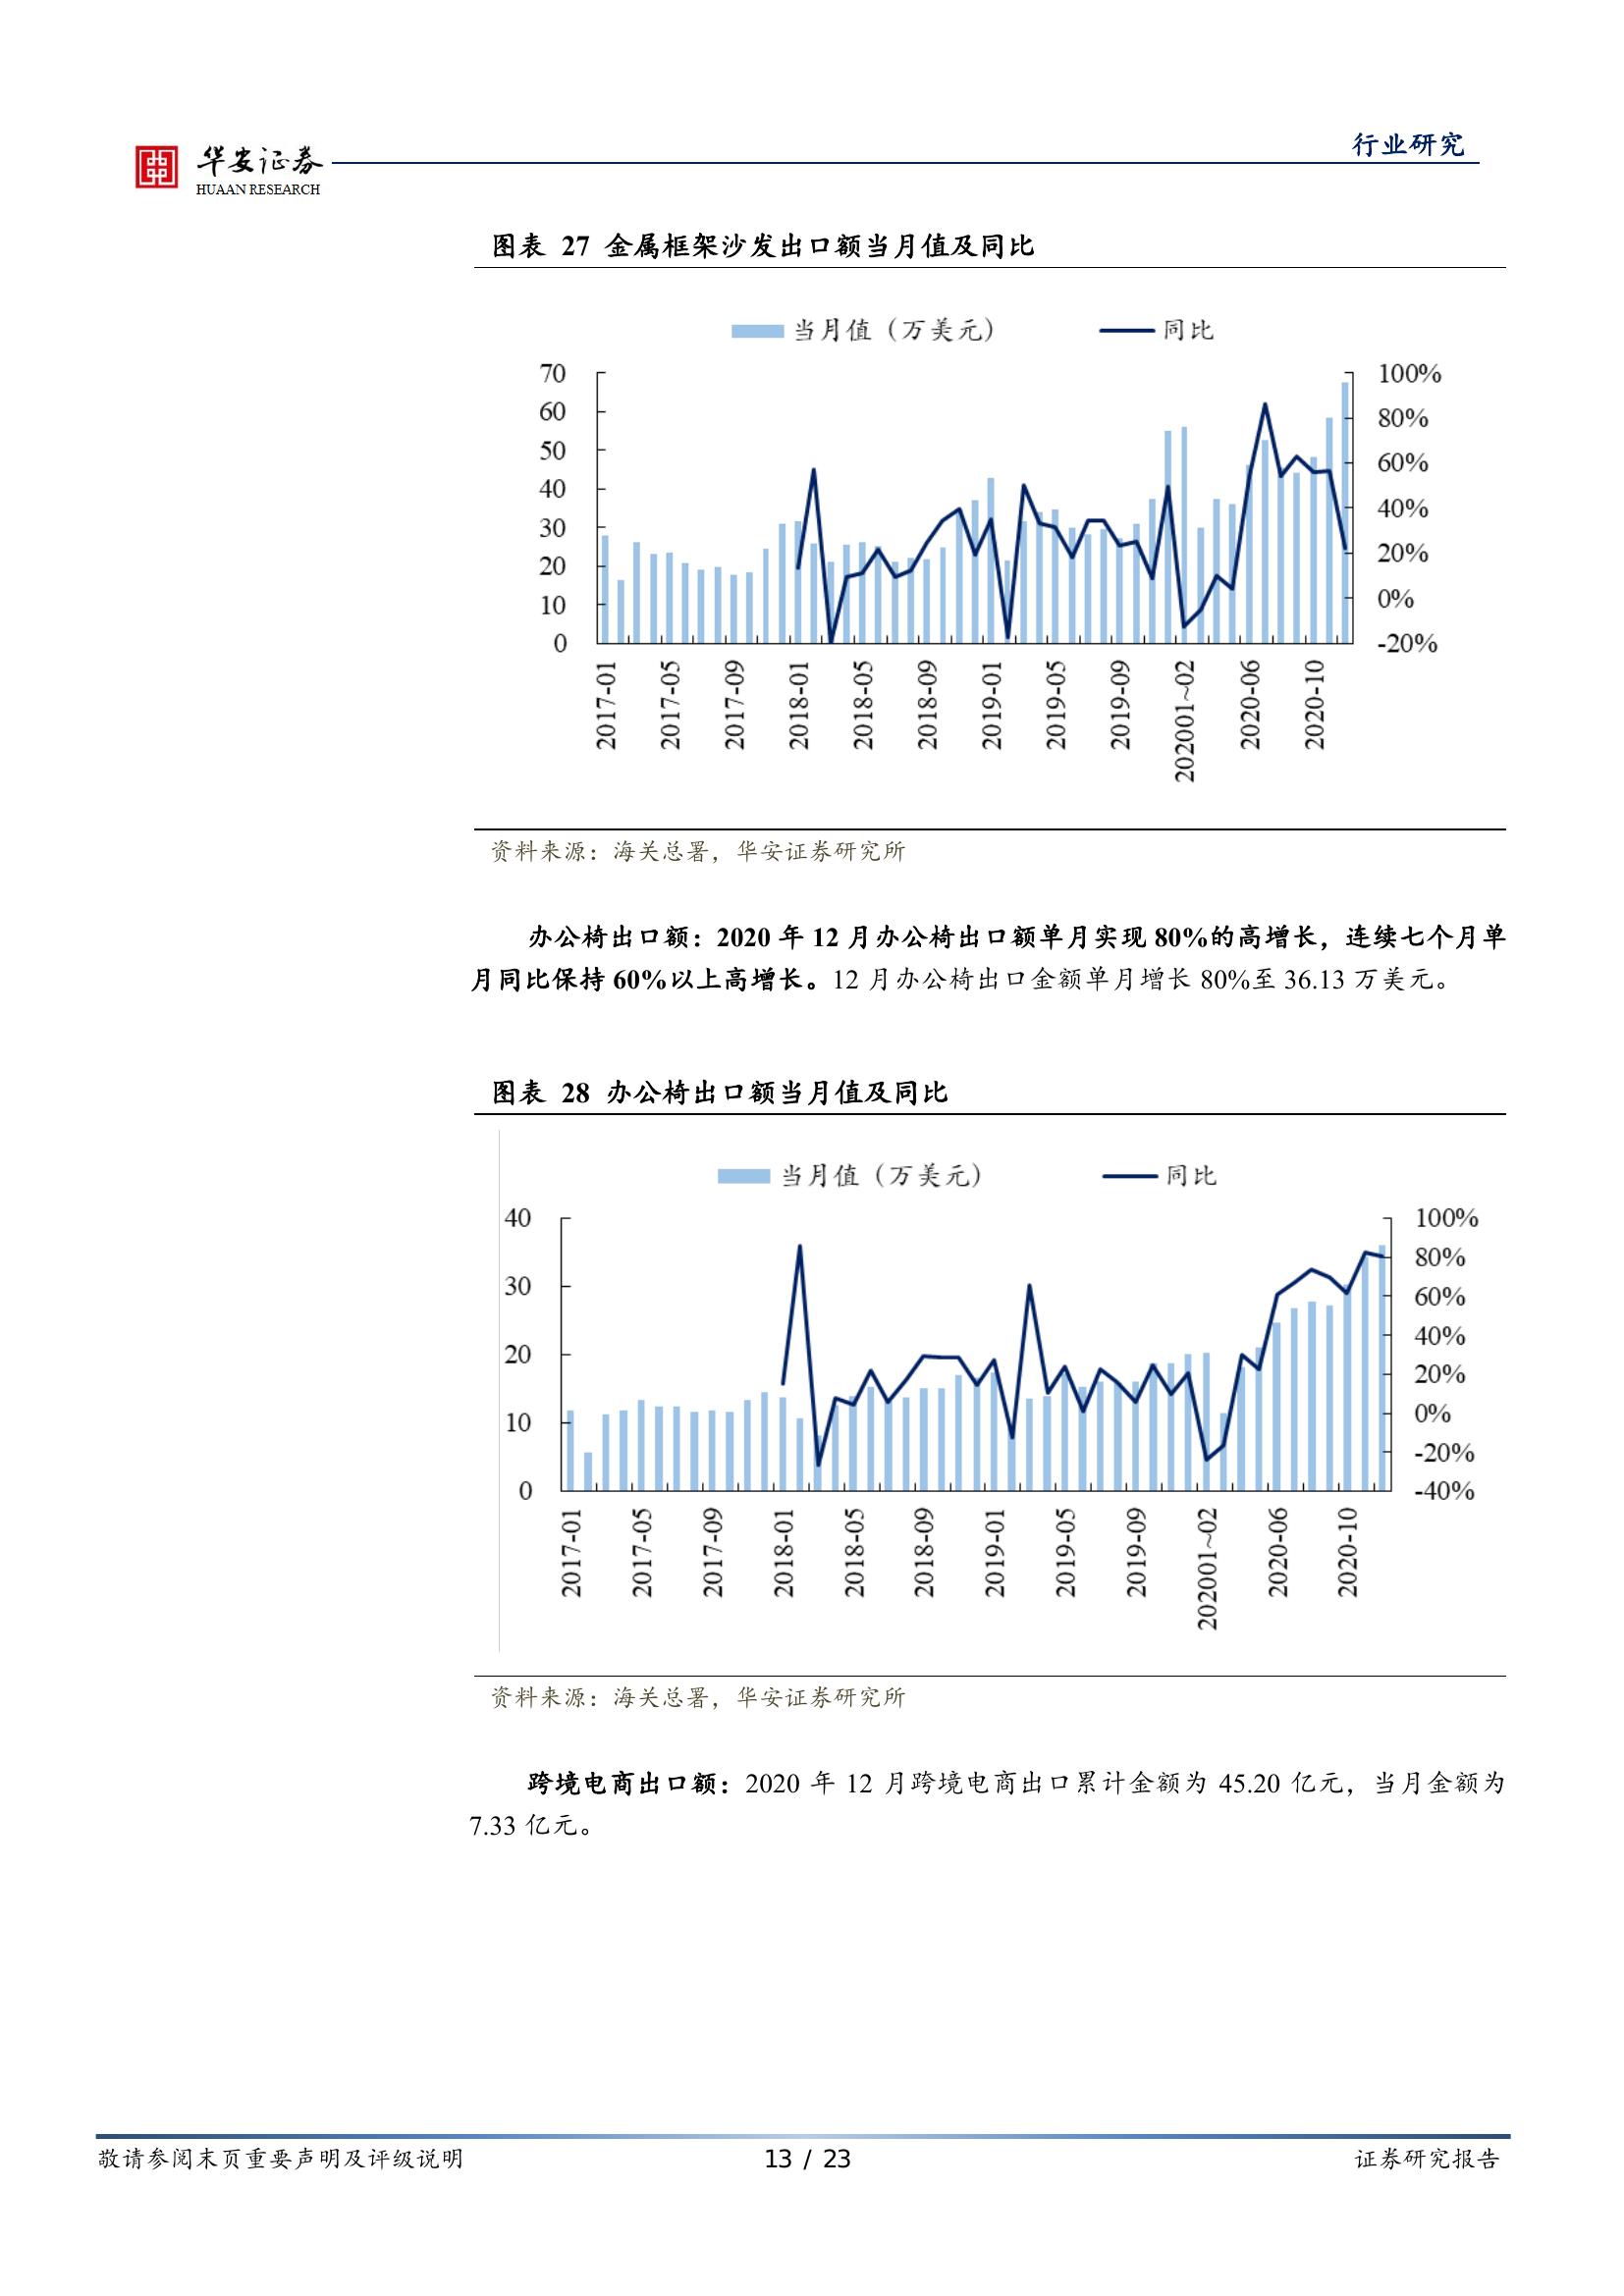 行业研究
华安证券
HUAAN RESEARCH
图表 27 金属框架沙发出口额当月值及同比
当月值（万美元） 同比
70 100%
60 80%
50 60%
40 40%
30 20%
20 0%
10 -20%
0
2017-01 2017-05 2017-09 2018-01 2018-05 2018-09 2019-01 2019-05 2019-09 202001~02 2020-06 2020-10
资料来源：海关总署，华安证券研究所
办公椅出口额：2020 年 12 月办公椅出口额单月实现 80%的高增长，连续七个月单
月同比保持 60%以上高增长。12 月办公椅出口金额单月增长 80%至 36.13 万美元。
图表 28 办公椅出口额当月值及同比
当月值（万美元） 同比
40 100%
80%
30 60%
40%
20 20%
10 0%
-20%
0 -40%
2017-01 2017-05 2017-09 2018-01 2018-05 2018-09 2019-01 2019-05 2019-09 202001~02 2020-06 2020-10
资料来源：海关总署，华安证券研究所
跨境电商出口额：2020 年 12 月跨境电商出口累计金额为 45.20 亿元，当月金额为
7.33 亿元。
敬请参阅末页重要声明及评级说明 13 / 23 证券研究报告